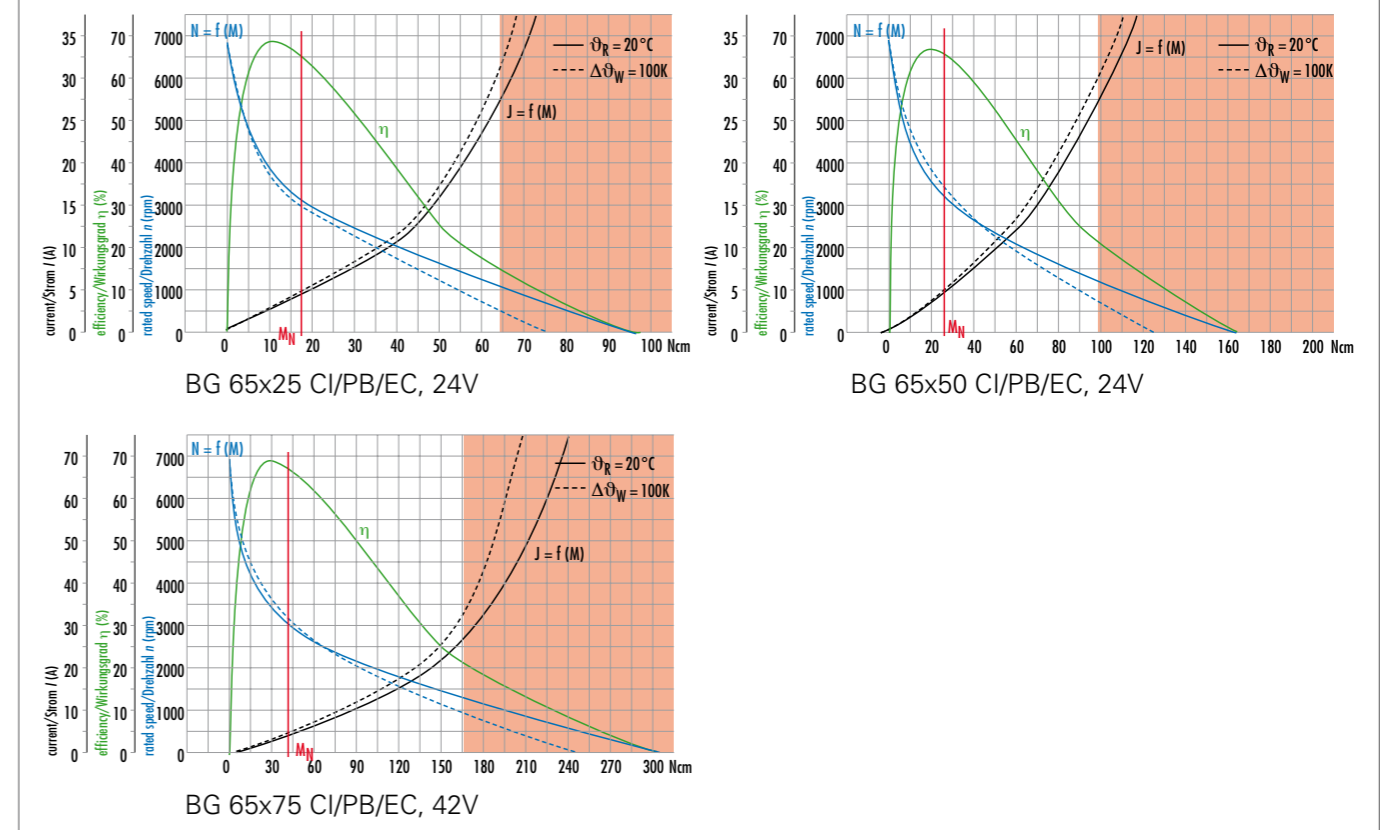 N = f (M)
ϑR = 20°C
ΔϑW = 100K
J = f (M)
η
MN
35 30 25 20 15 10 5 0
70 60 50 40 30 20 10 0
7000 6000 5000 4000 3000 2000 1000 0
current/Strom I (A)
efficiency/Wirkungsgrad η (%)
rated speed/Drehzahl n (rpm)
0 10 20 30 40 50 60 70 80 90 100 Ncm
BG 65x25 CI/PB/EC, 24V
N = f (M)
ϑR = 20°C
ΔϑW = 100K
J = f (M)
η
MN
35 30 25 20 15 10 5 0
70 60 50 40 30 20 10 0
7000 6000 5000 4000 3000 2000 1000 0
current/Strom I (A)
efficiency/Wirkungsgrad η (%)
rated speed/Drehzahl n (rpm)
0 20 40 60 80 100 120 140 160 180 200 Ncm
BG 65x50 CI/PB/EC, 24V
N = f (M)
ϑR = 20°C
ΔϑW = 100K
J = f (M)
η
MN
70 60 50 40 30 20 10 0
70 60 50 40 30 20 10 0
7000 6000 5000 4000 3000 2000 1000 0
current/Strom I (A)
efficiency/Wirkungsgrad η (%)
rated speed/Drehzahl n (rpm)
0 30 60 90 120 150 180 210 240 270 300 Ncm
BG 65x75 CI/PB/EC, 42V